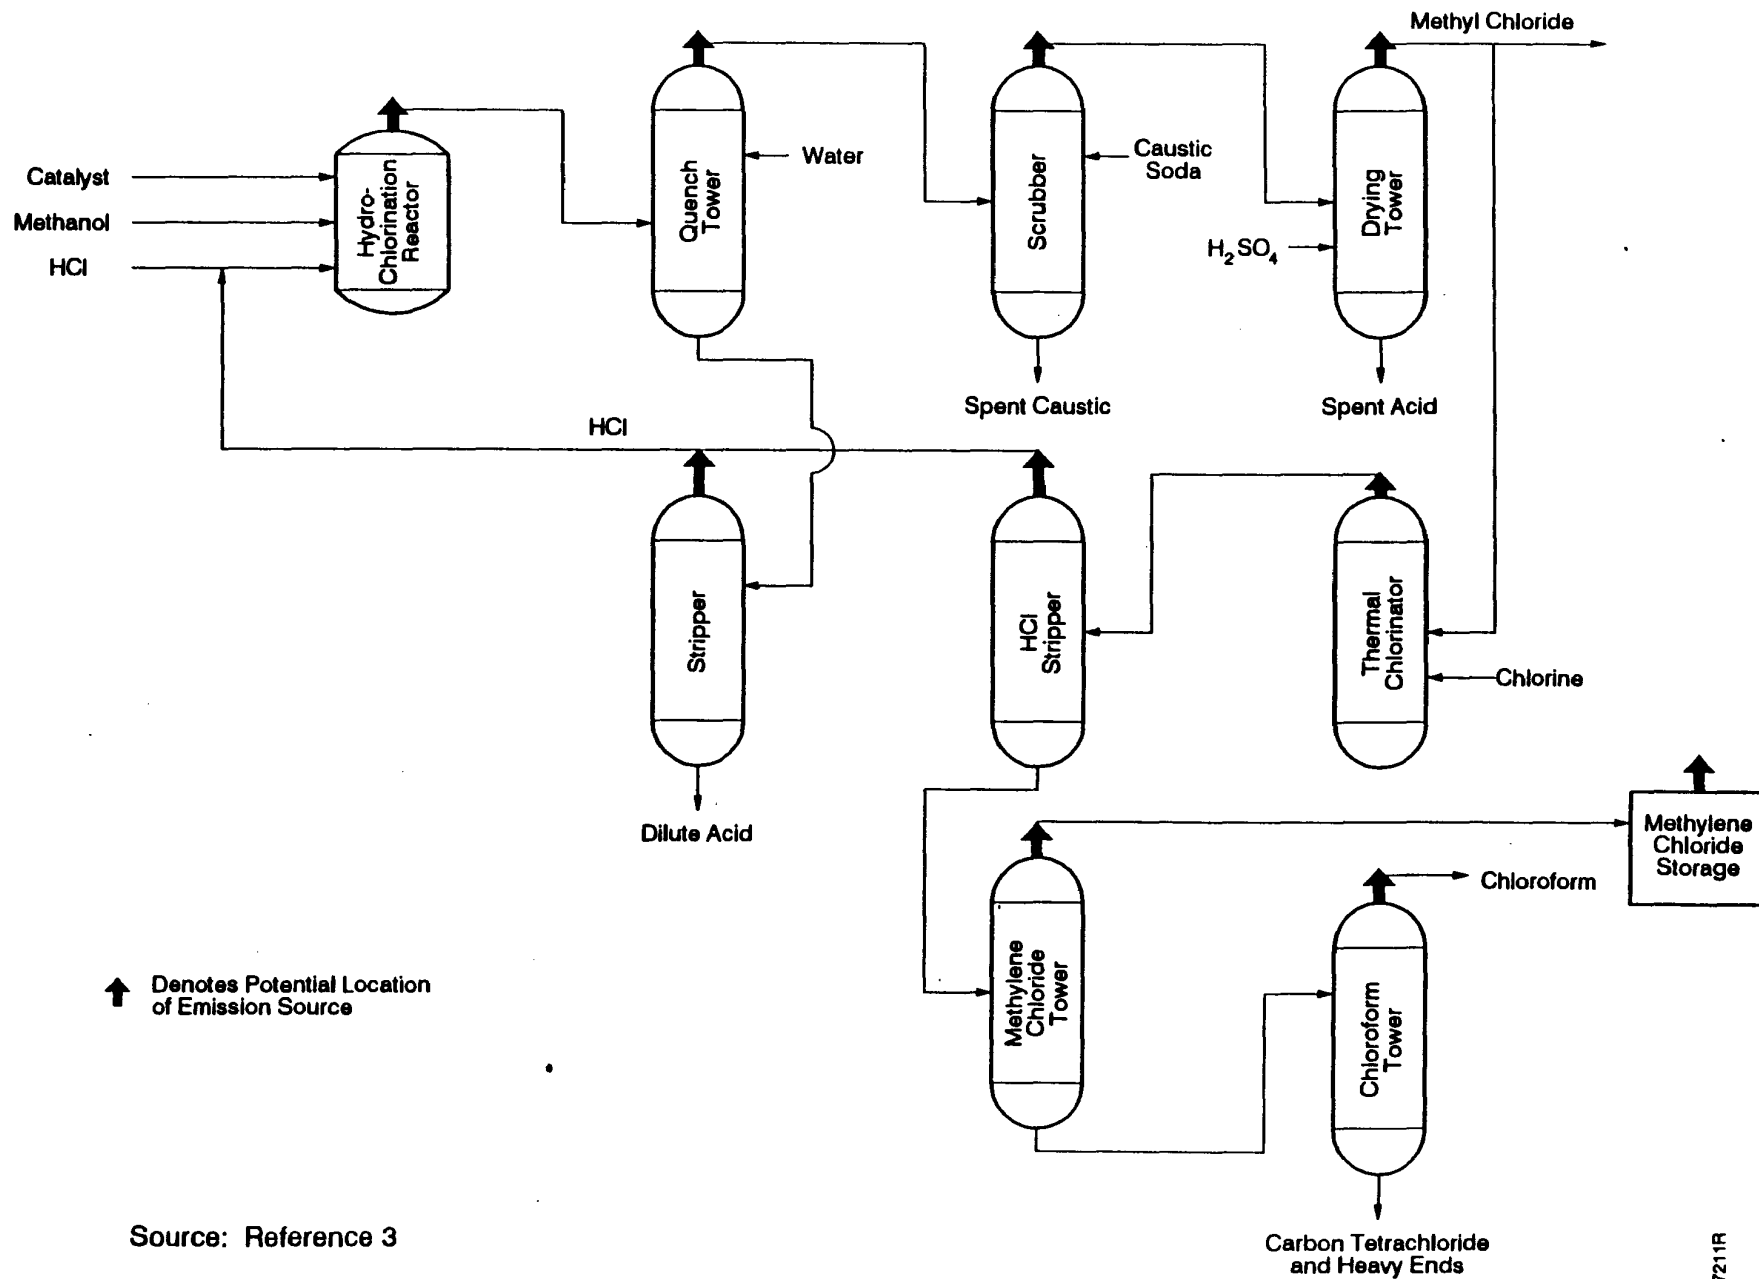 Methyl Chloride
Catalyst
Methanol
HCl
Hydro-
Chlorination
Reactor
Quench
Tower
Water
Scrubber
Caustic
Soda
Drying
Tower
H₂SO₄
Spent Caustic
Spent Acid
HCl
Stripper
HCl
Stripper
Thermal
Chlorinator
Chlorine
Dilute Acid
Methylene
Chloride
Storage
Chloroform
Methylene
Chloride
Tower
Chloroform
Tower
Denotes Potential Location
of Emission Source
Source: Reference 3
Carbon Tetrachloride
and Heavy Ends
7211R